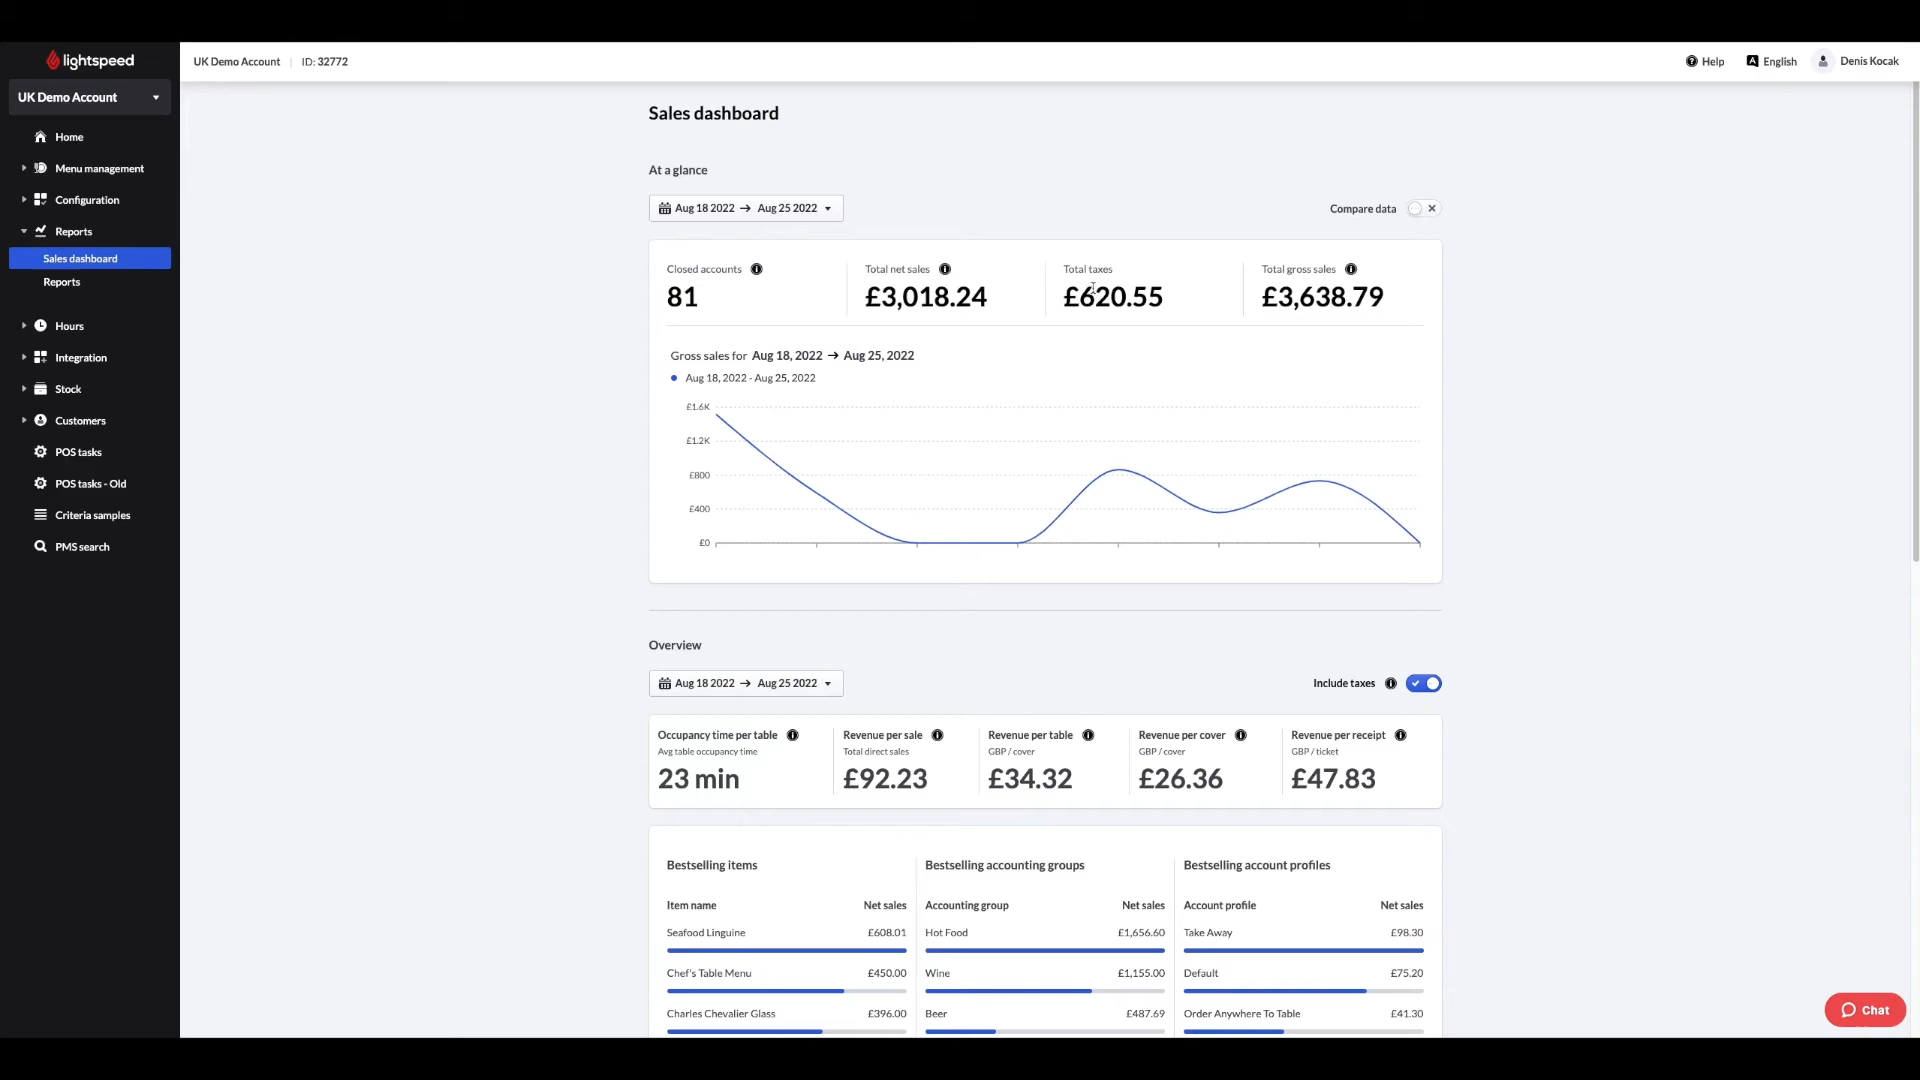 lightspeed
UK Demo Account
ID: 32772
Help
English
Denis Kocak
UK Demo Account
Home
Menu management
Configuration
Reports
Sales dashboard
Reports
Hours
Integration
Stock
Customers
POS tasks
POS tasks - Old
Criteria samples
PMS search
Sales dashboard
At a glance
Aug 18 2022 → Aug 25 2022
Compare data
Closed accounts
81
Total net sales
£3,018.24
Total taxes
£620.55
Total gross sales
£3,638.79
Gross sales for Aug 18, 2022 → Aug 25, 2022
Aug 18, 2022 - Aug 25, 2022
£1.6K
£1.2K
£800
£400
£0
Overview
Aug 18 2022 → Aug 25 2022
Include taxes
Occupancy time per table
Avg table occupancy time
23 min
Revenue per sale
Total direct sales
£92.23
Revenue per table
GBP / cover
£34.32
Revenue per cover
GBP / cover
£26.36
Revenue per receipt
GBP / ticket
£47.83
Bestselling items
Item name Net sales
Seafood Linguine £608.01
Chef's Table Menu £450.00
Charles Chevalier Glass £396.00
Bestselling accounting groups
Accounting group Net sales
Hot Food £1,656.60
Wine £1,155.00
Beer £487.69
Bestselling account profiles
Account profile Net sales
Take Away £98.30
Default £75.20
Order Anywhere To Table £41.30
Chat